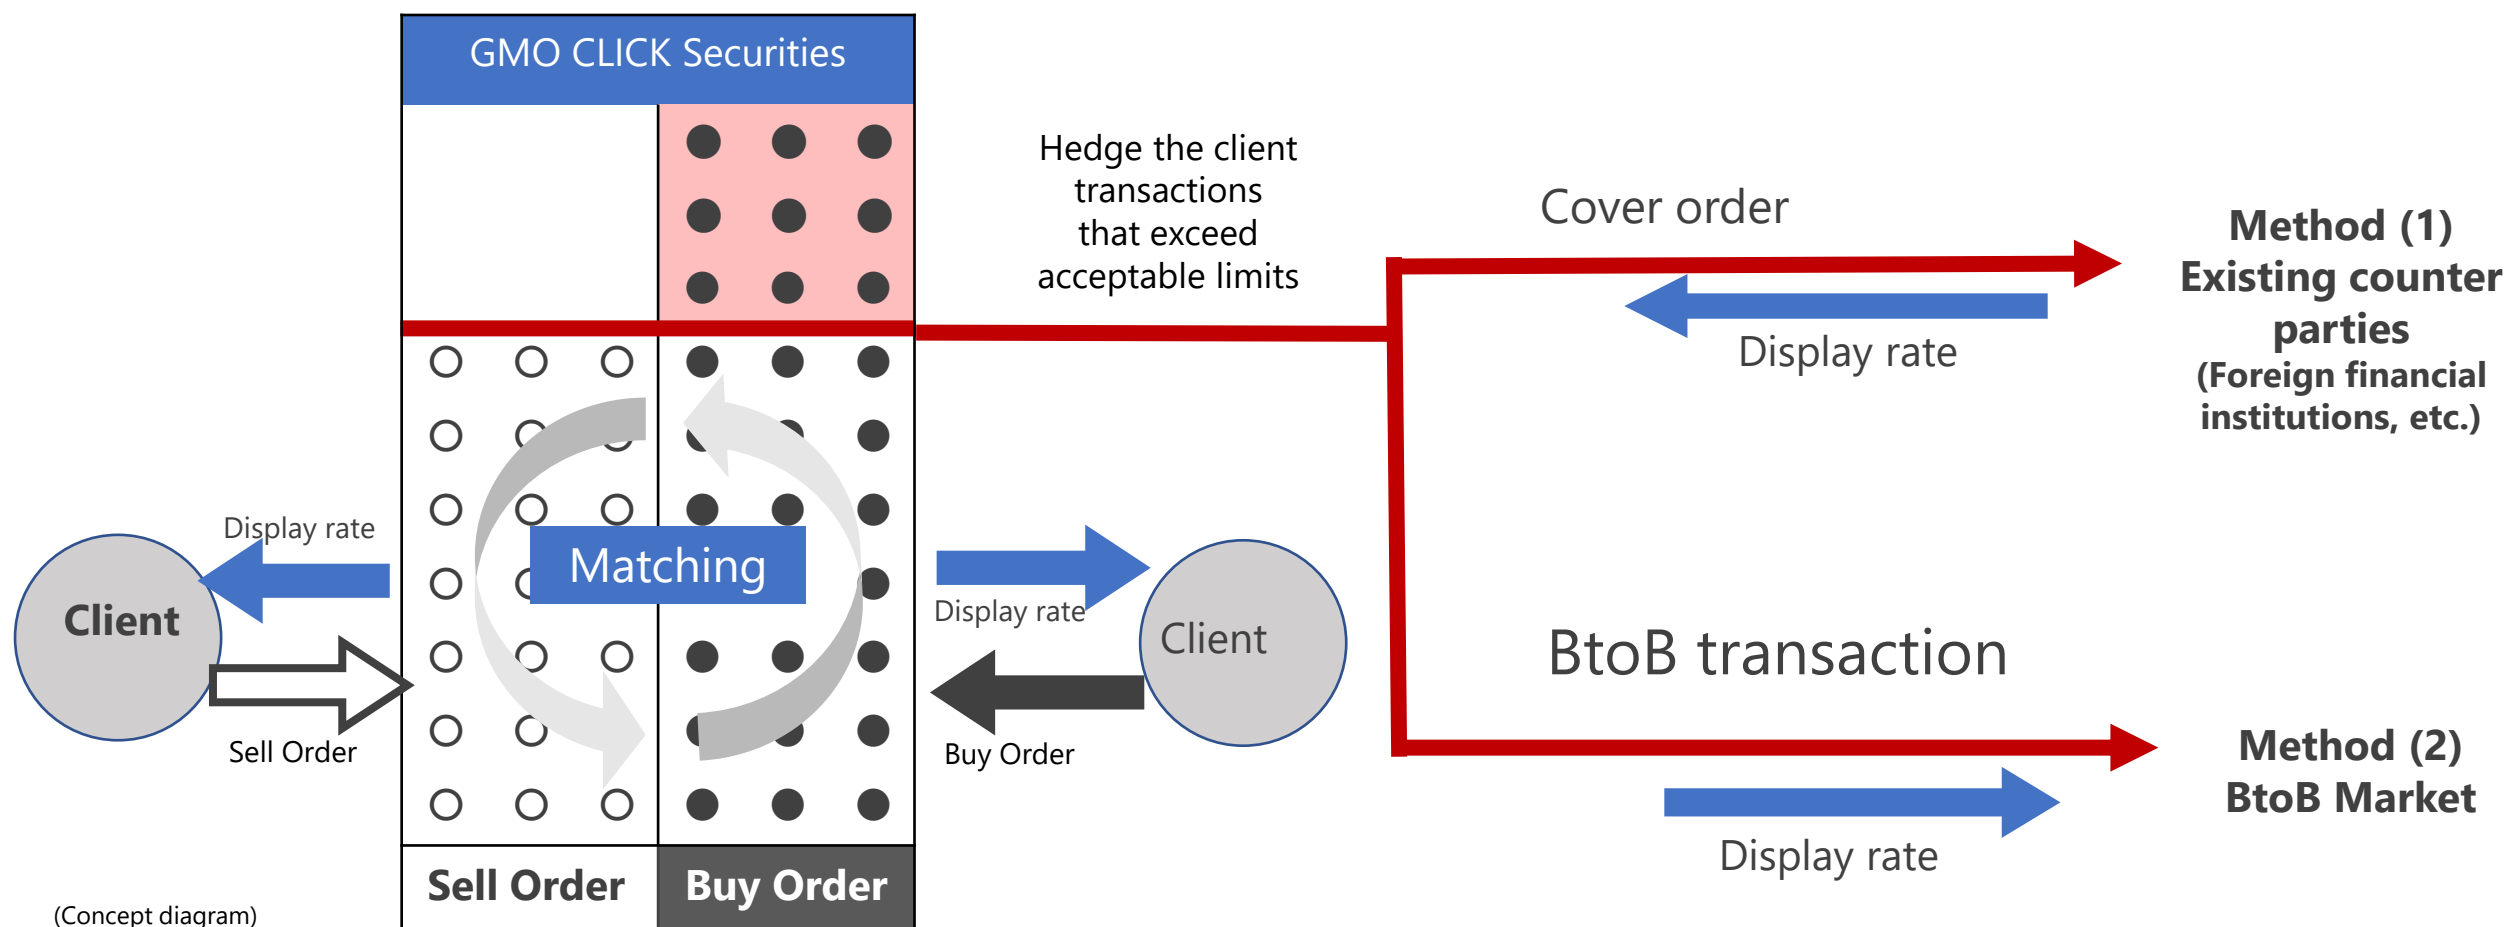 GMO CLICK Securities
Hedge the client
transactions
that exceed
acceptable limits
Cover order
Display rate
Method (1)
Existing counter
parties
(Foreign financial
institutions, etc.)
Display rate
Client
Sell Order
Matching
Display rate
Client
Buy Order
BtoB transaction
Display rate
Method (2)
BtoB Market
Sell Order
Buy Order
(Concept diagram)